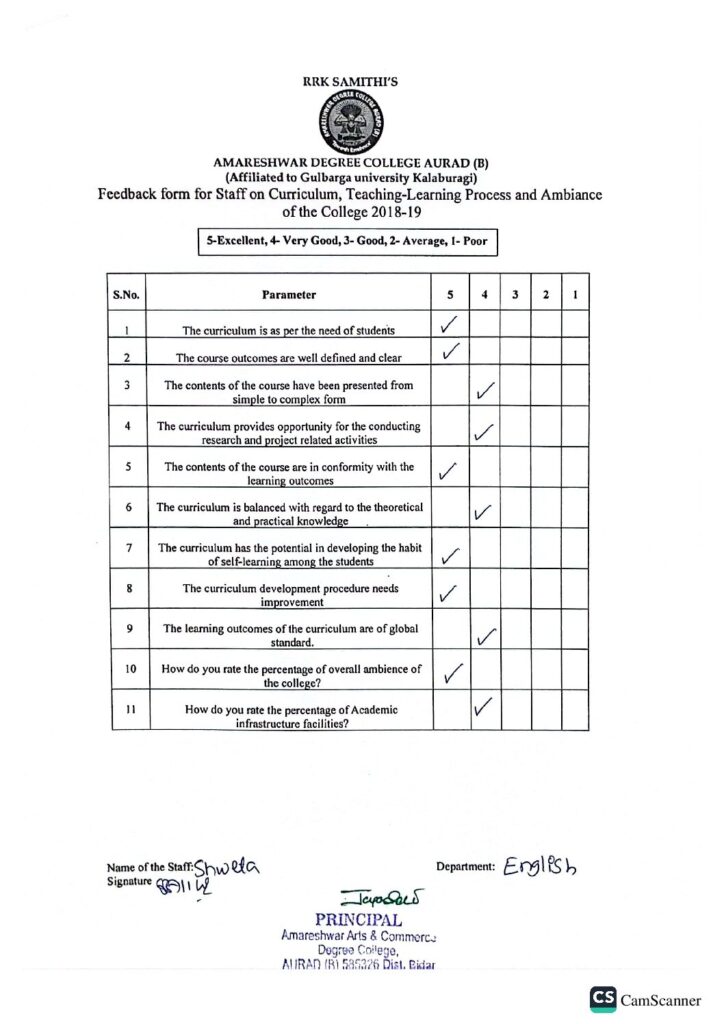 RRK SAMITHI'S
AMARESHWAR DEGREE COLLEGE AURAD (B)
AMARESHWAR DEGREE COLLEGE AURAD (B)
(Affiliated to Gulbarga university Kalaburagi)
Feedback form for Staff on Curriculum, Teaching-Learning Process and Ambiance
of the College 2018-19
5-Excellent, 4- Very Good, 3- Good, 2- Average, 1- Poor
S.No. Parameter 5 4 3 2 1
1 The curriculum is as per the need of students ✓
2 The course outcomes are well defined and clear ✓
3 The contents of the course have been presented from
simple to complex form ✓
4 The curriculum provides opportunity for the conducting
research and project related activities ✓
5 The contents of the course are in conformity with the
learning outcomes ✓
6 The curriculum is balanced with regard to the theoretical
and practical knowledge ✓
7 The curriculum has the potential in developing the habit
of self-learning among the students ✓
8 The curriculum development procedure needs
improvement ✓
9 The learning outcomes of the curriculum are of global
standard. ✓
10 How do you rate the percentage of overall ambience of
the college? ✓
11 How do you rate the percentage of Academic
infrastructure facilities? ✓
Name of the Staff: Shweta Department: English
Signature
PRINCIPAL
Amareshwar Arts & Commerce
Degree College,
AURAD (B) 585326 Dist. Bidar
CS CamScanner